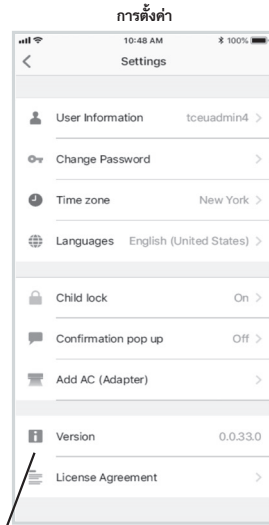 การตั้งค่า
10:48 AM 100%
Settings
User Information tceuadmin4
Change Password
Time zone New York
Languages English (United States)
Child lock On
Confirmation pop up Off
Add AC (Adapter)
Version 0.0.33.0
License Agreement